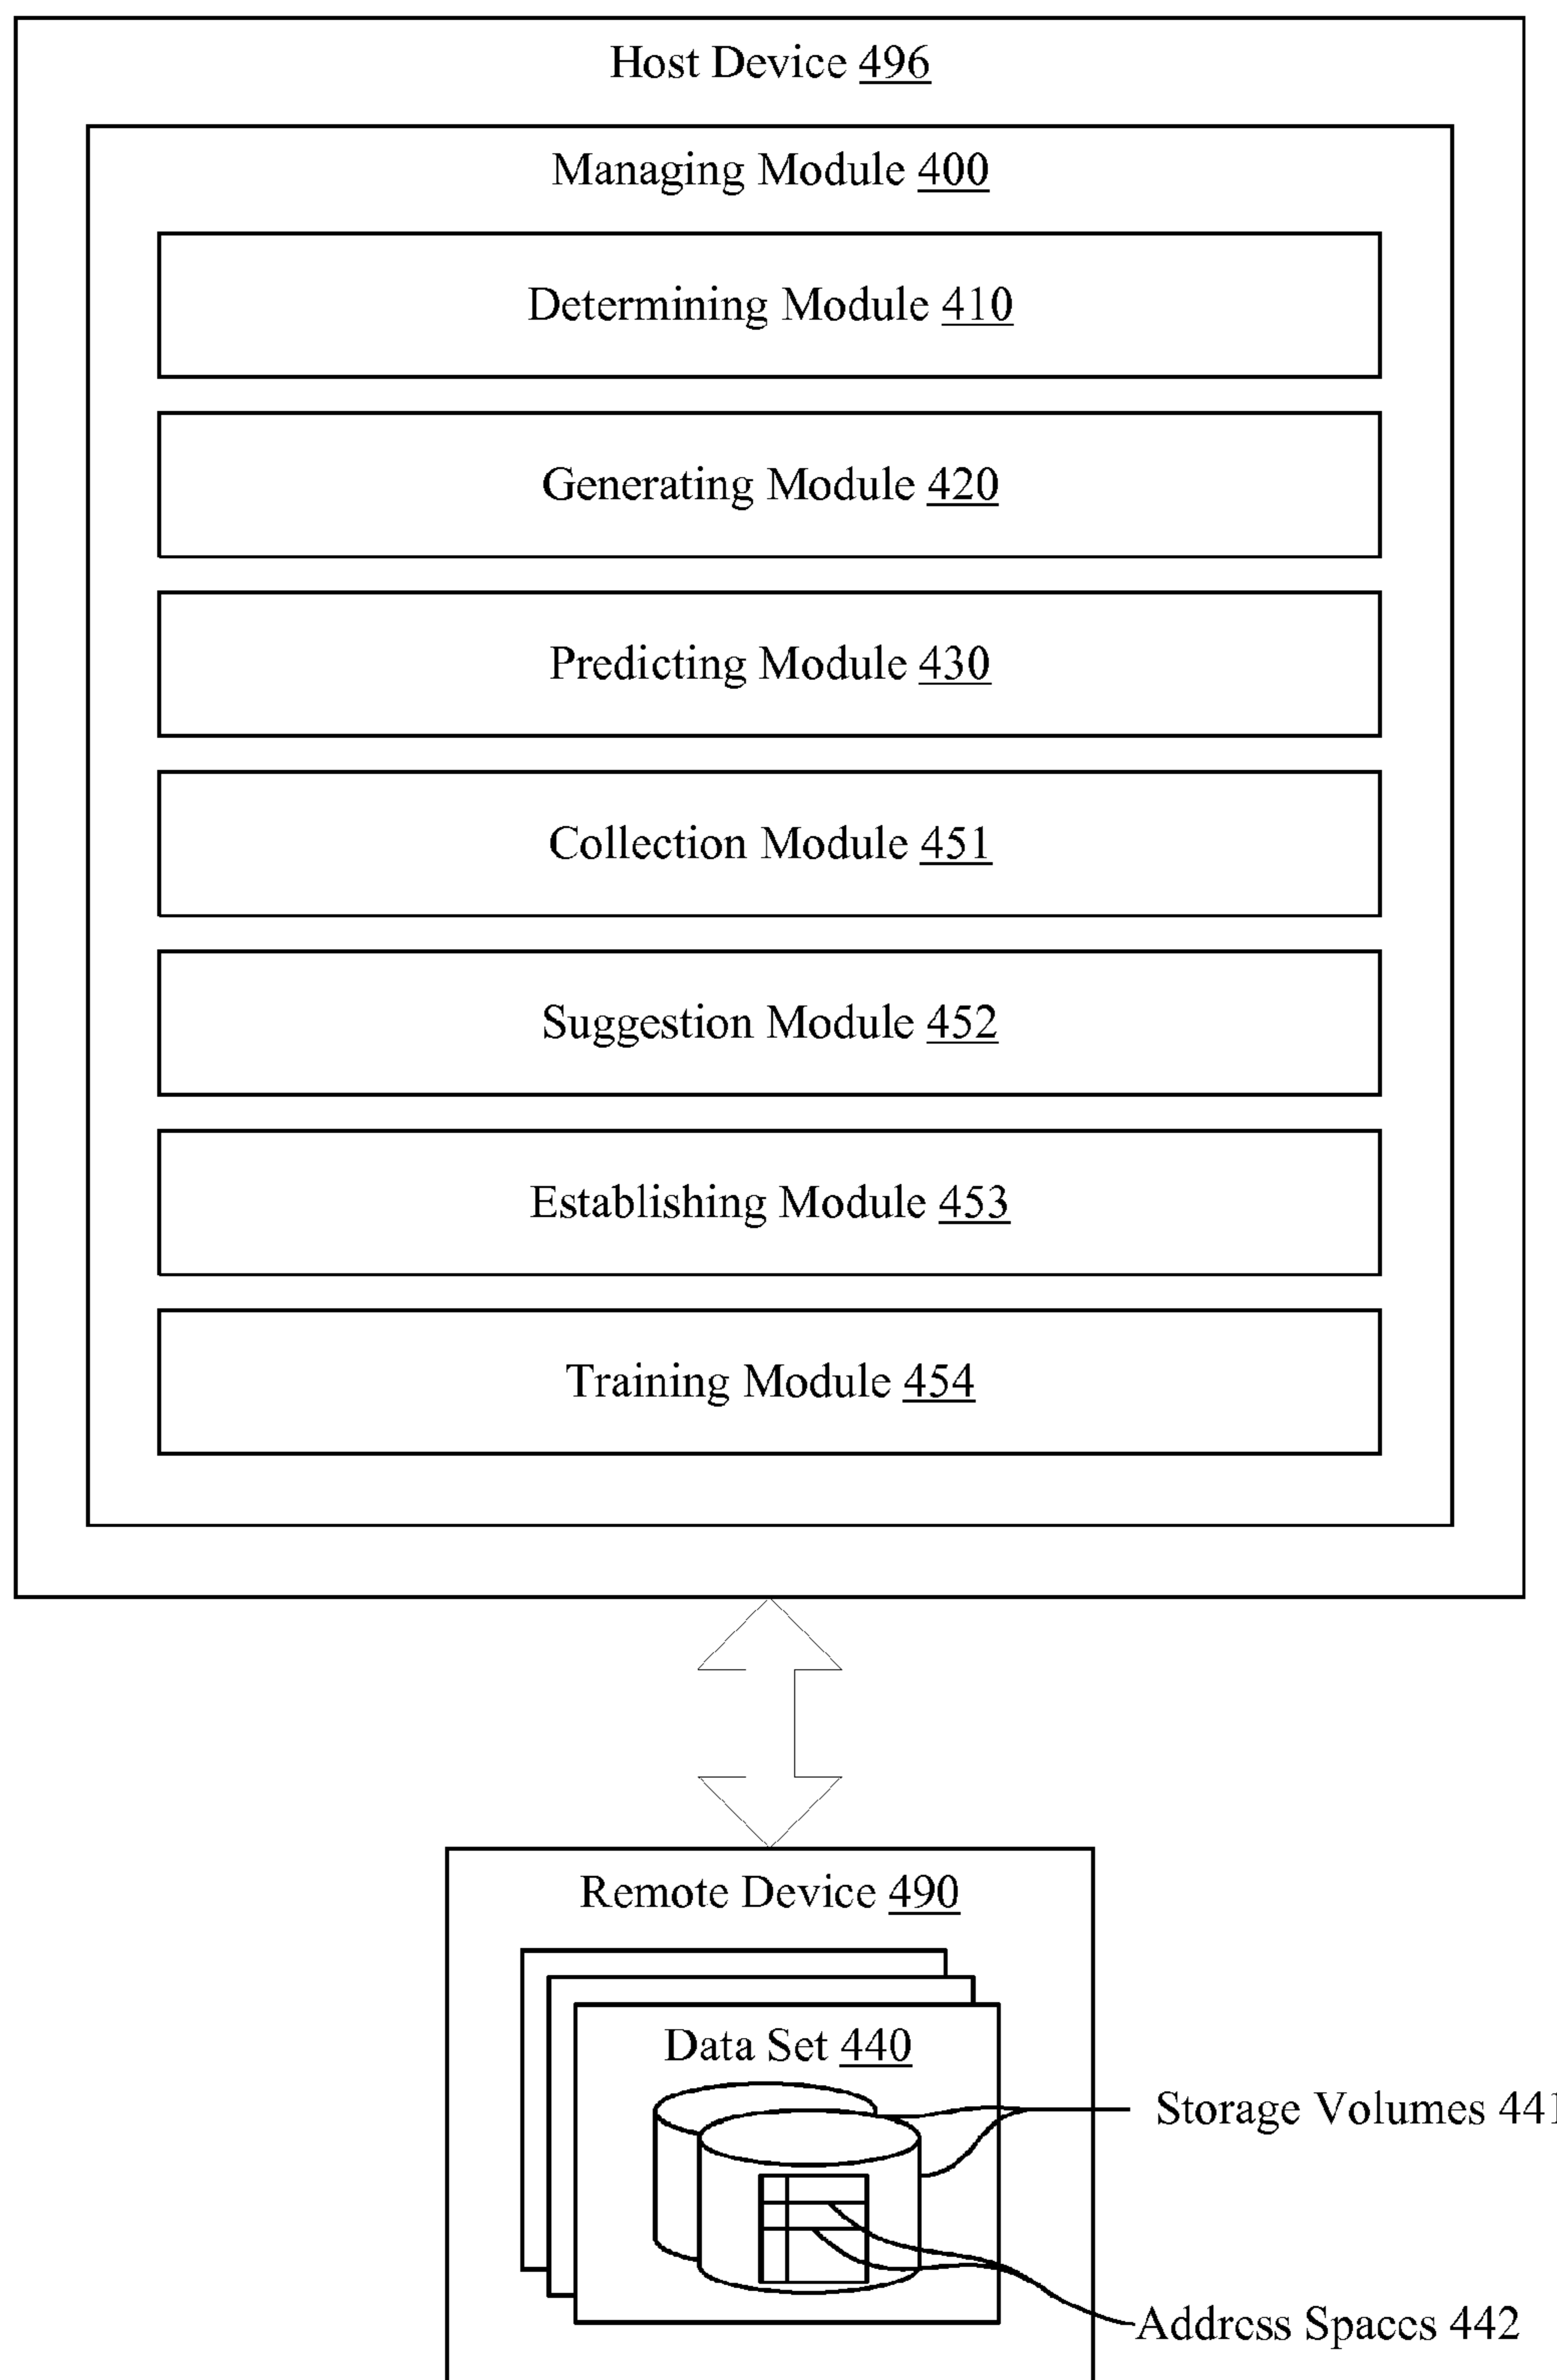 Host Device 496
Managing Module 400
Determining Module 410
Generating Module 420
Predicting Module 430
Collection Module 451
Suggestion Module 452
Establishing Module 453
Training Module 454
Remote Device 490
Data Set 440
Storage Volumes 441
Address Spaces 442